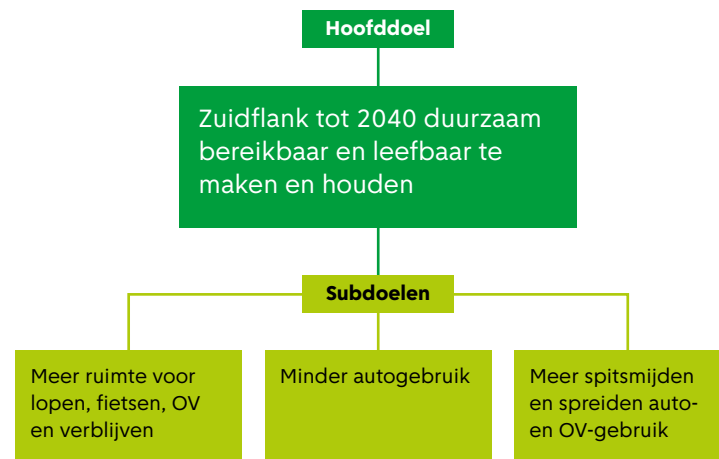 Hoofddoel
Zuidflank tot 2040 duurzaam
bereikbaar en leefbaar te
maken en houden
Subdoelen
Meer ruimte voor
lopen, fietsen, OV
en verblijven
Minder autogebruik
Meer spitsmijden
en spreiden auto-
en OV-gebruik